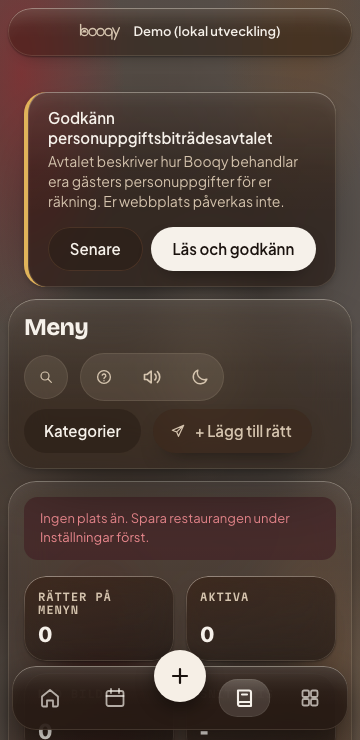 booqy Demo (lokal utveckling)
Godkänn
personuppgiftsbiträdesavtalet
Avtalet beskriver hur Booqy behandlar
era gästers personuppgifter för er
räkning. Er webbplats påverkas inte.
Senare Läs och godkänn
Meny
Kategorier + Lägg till rätt
Ingen plats än. Spara restaurangen under
Inställningar först.
RÄTTER PÅ
MENYN
0
AKTIVA
0
0 -